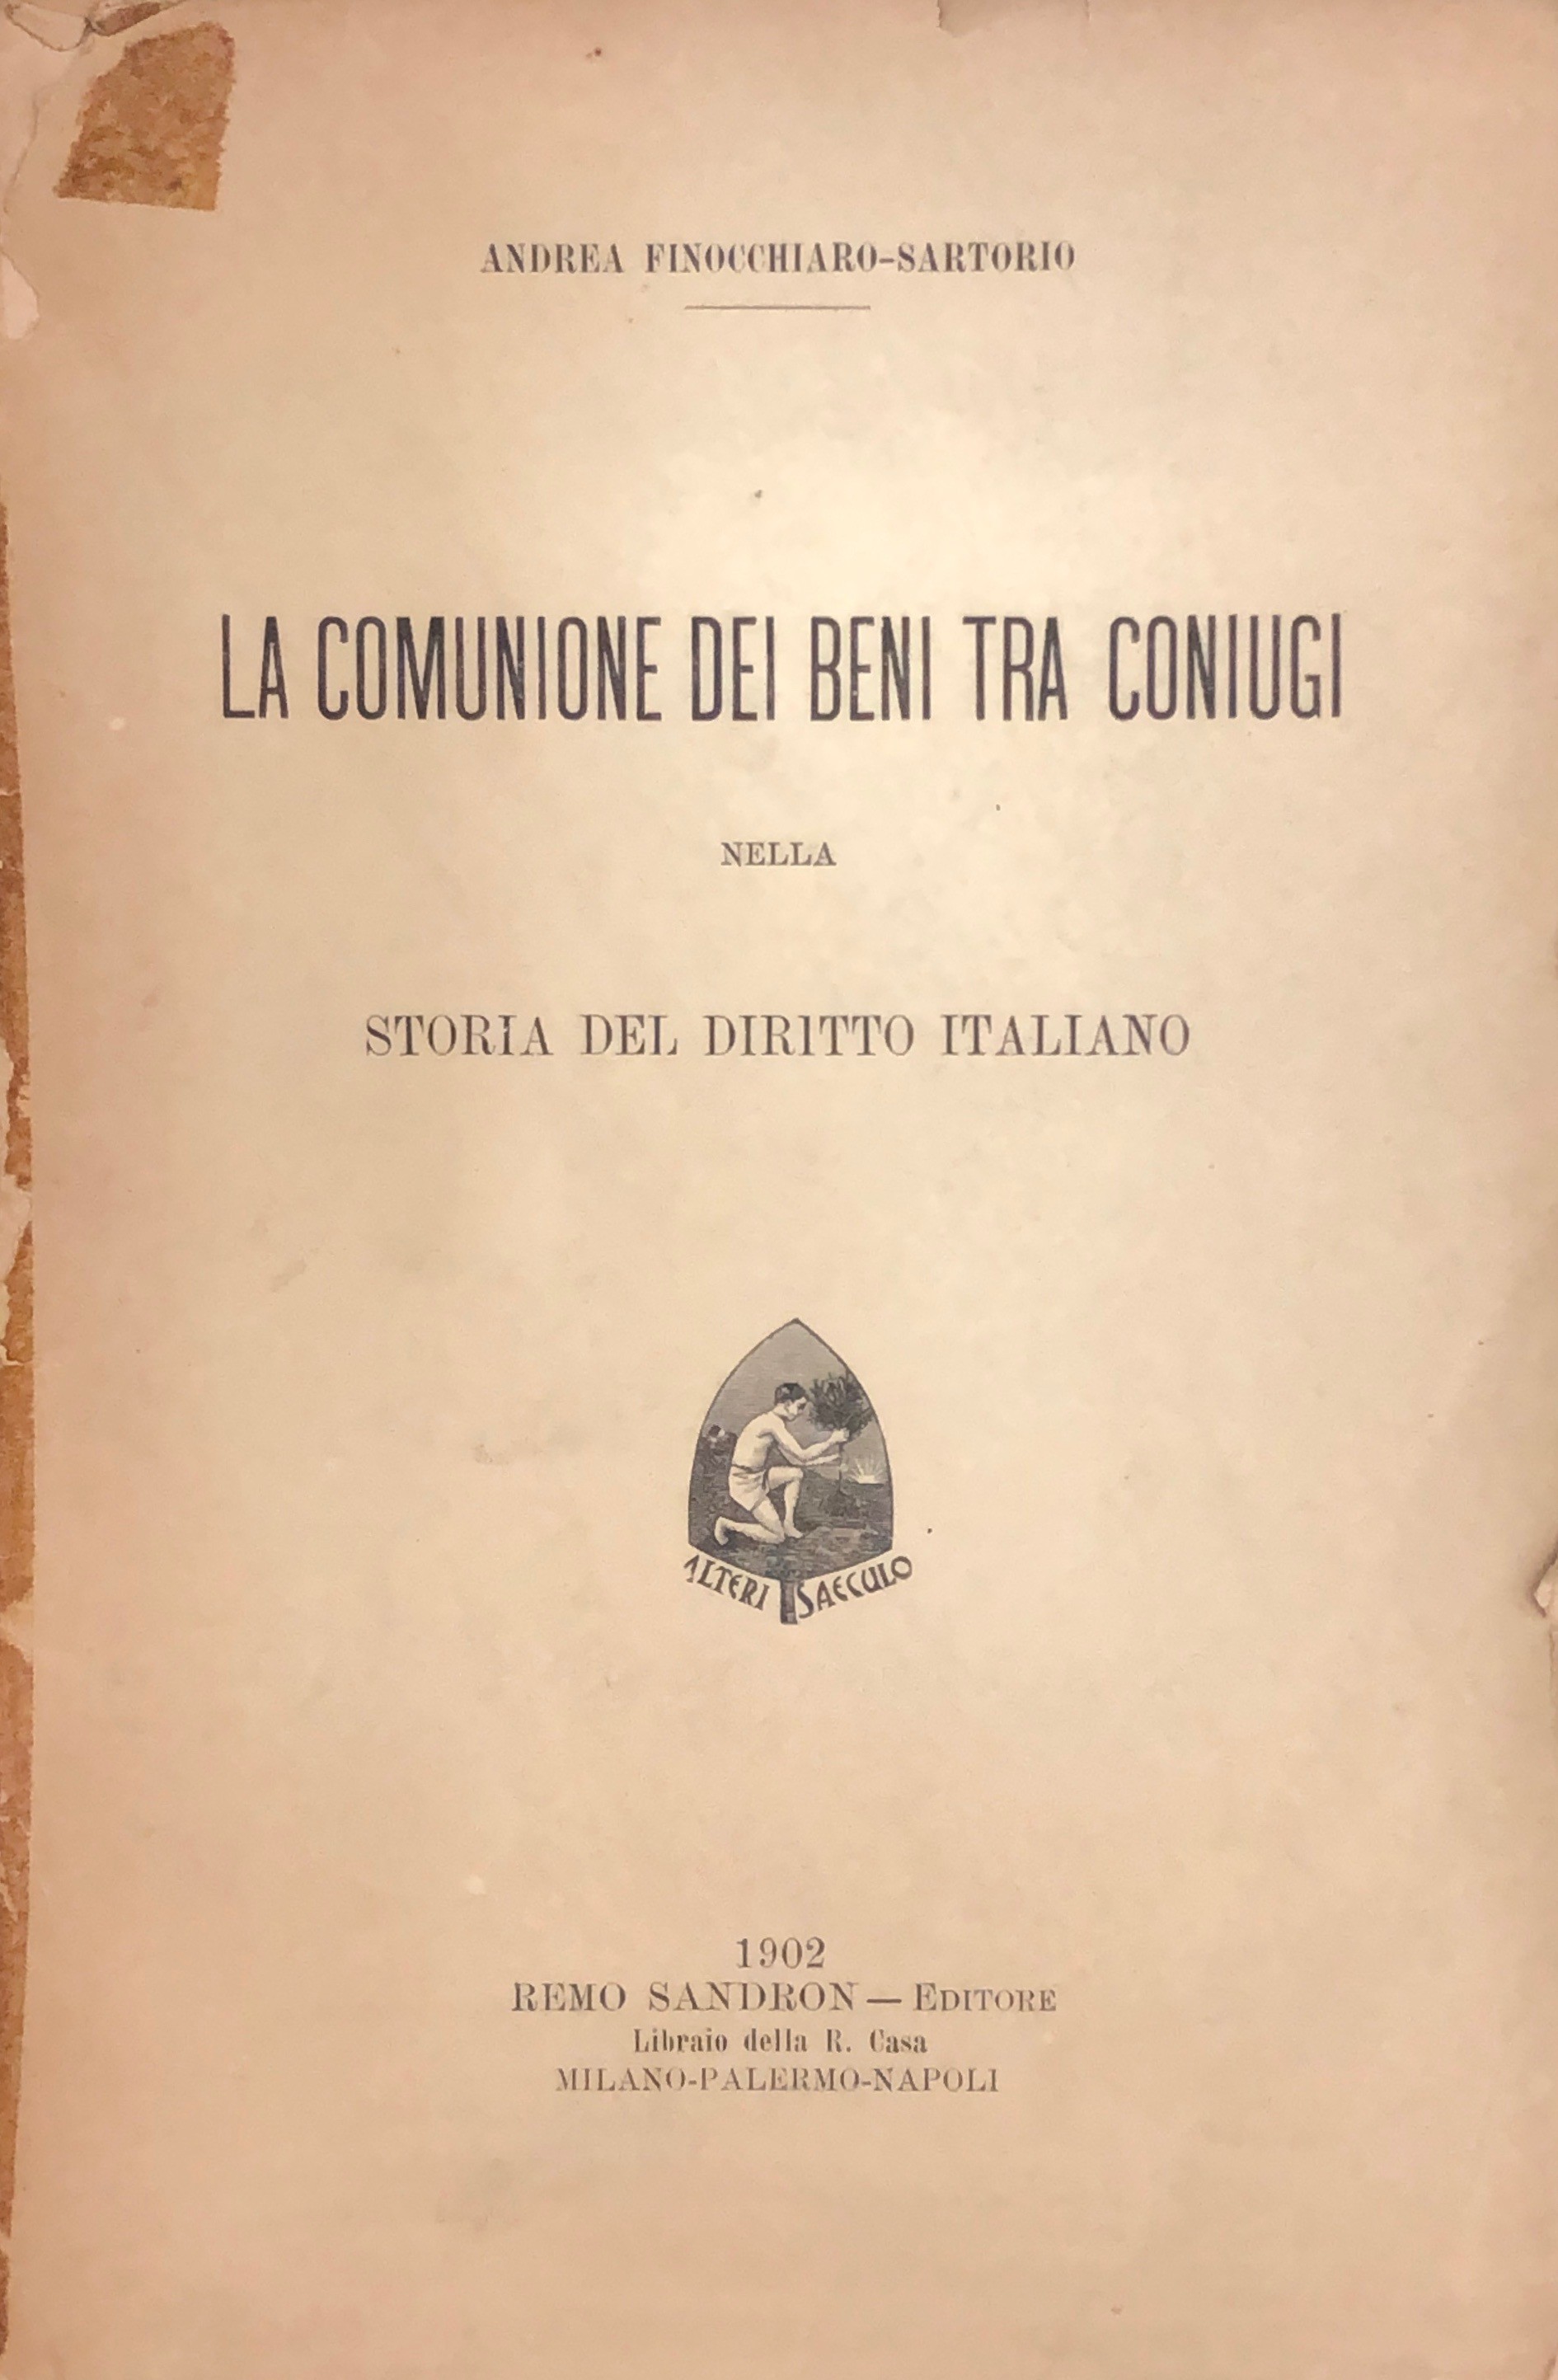 ANDREA FINOCCHIARO-SARTORIO
LA COMUNIONE DEI BENI TRA CONIUGI
NELLA
STORIA DEL DIRITTO ITALIANO
ALTERI SAECULO
1902
REMO SANDRON — EDITORE
Libraio della R. Casa
MILANO-PALERMO-NAPOLI